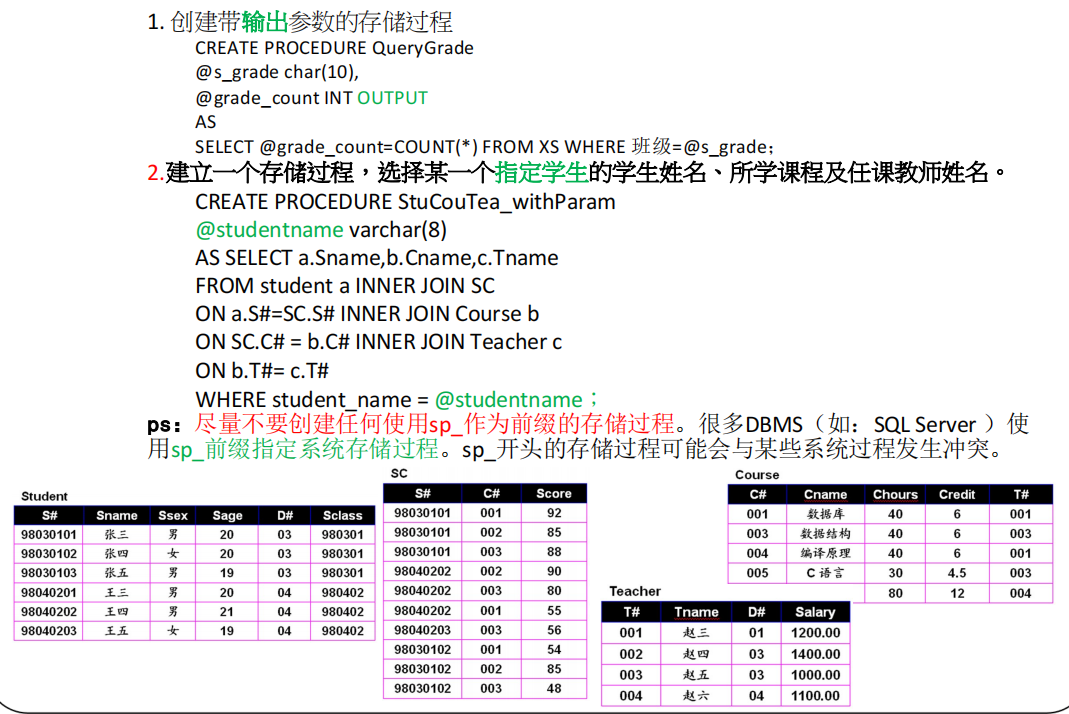 1. 创建带输出参数的存储过程
CREATE PROCEDURE QueryGrade
@s_grade char(10),
@grade_count INT OUTPUT
AS
SELECT @grade_count=COUNT(*) FROM XS WHERE 班级=@s_grade;
2.建立一个存储过程，选择某一个指定学生的学生姓名、所学课程及任课教师姓名。
CREATE PROCEDURE StuCouTea_withParam
@studentname varchar(8)
AS SELECT a.Sname,b.Cname,c.Tname
FROM student a INNER JOIN SC
ON a.S#=SC.S# INNER JOIN Course b
ON SC.C# = b.C# INNER JOIN Teacher c
ON b.T#= c.T#
WHERE student_name = @studentname；
ps：尽量不要创建任何使用sp_作为前缀的存储过程。很多DBMS（如：SQL Server ）使
用sp_前缀指定系统存储过程。sp_开头的存储过程可能会与某些系统过程发生冲突。
Student
S# Sname Ssex Sage D# Sclass
98030101 张三 男 20 03 980301
98030102 张四 女 20 03 980301
98030103 张五 男 19 03 980301
98040201 王三 男 20 04 980402
98040202 王四 男 21 04 980402
98040203 王五 女 19 04 980402
SC
S# C# Score
98030101 001 92
98030101 002 85
98030101 003 88
98040202 002 90
98040202 003 80
98040202 001 55
98040203 003 56
98030102 001 54
98030102 002 85
98030102 003 48
Course
C# Cname Chours Credit T#
001 数据库 40 6 001
003 数据结构 40 6 003
004 编译原理 40 6 001
005 C 语言 30 4.5 003
80 12 004
Teacher
T# Tname D# Salary
001 赵三 01 1200.00
002 赵四 03 1400.00
003 赵五 03 1000.00
004 赵六 04 1100.00